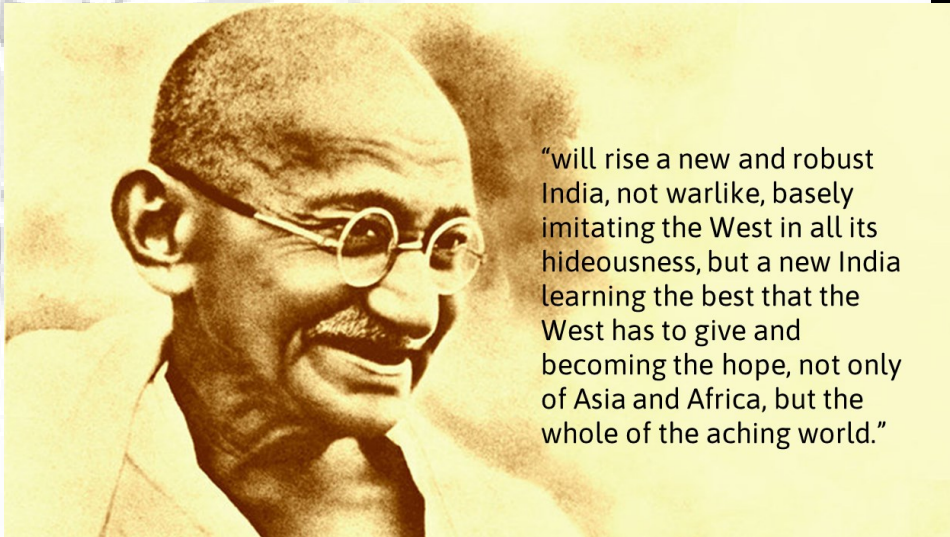 “will rise a new and robust
India, not warlike, basely
imitating the West in all its
hideousness, but a new India
learning the best that the
West has to give and
becoming the hope, not only
of Asia and Africa, but the
whole of the aching world.”